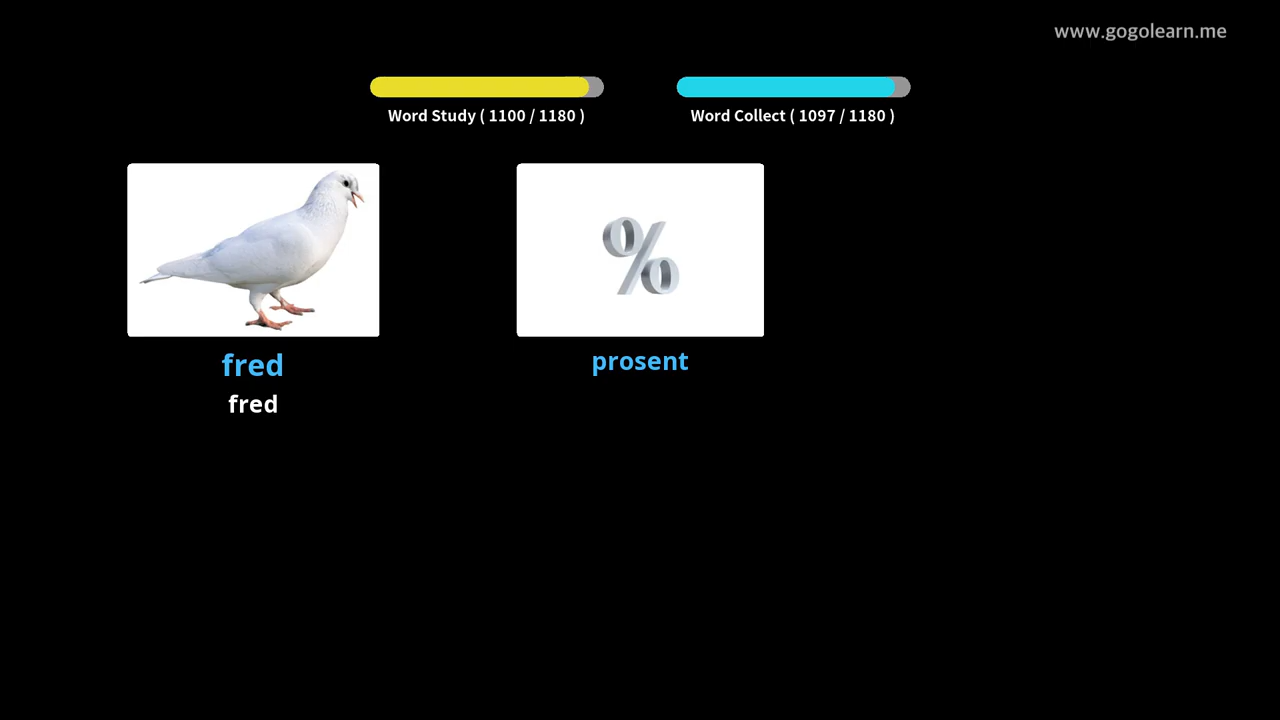 www.gogolearn.me
Word Study ( 1100 / 1180 )
Word Collect ( 1097 / 1180 )
%
fred
fred
prosent